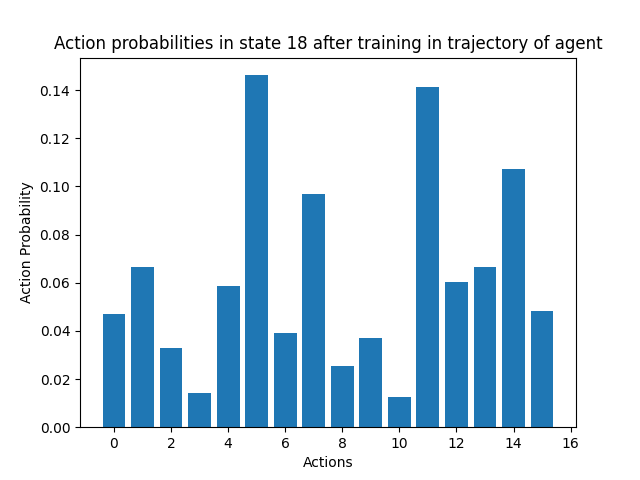 Action probabilities in state 18 after training in trajectory of agent
0.14
0.12
0.10
0.08
0.06
0.04
0.02
0.00
Action Probability
0 2 4 6 8 10 12 14 16
Actions